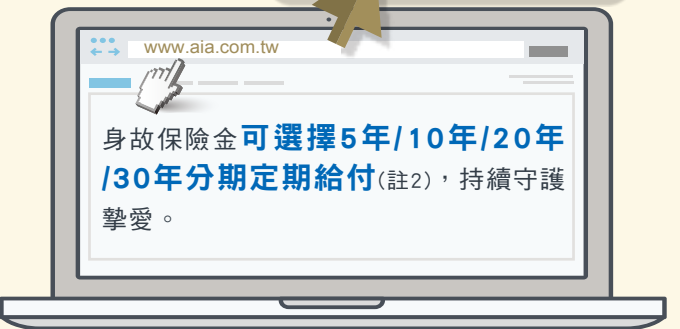 www.aia.com.tw
身故保險金可選擇5年/10年/20年
/30年分期定期給付(註2)，持續守護
摯愛。